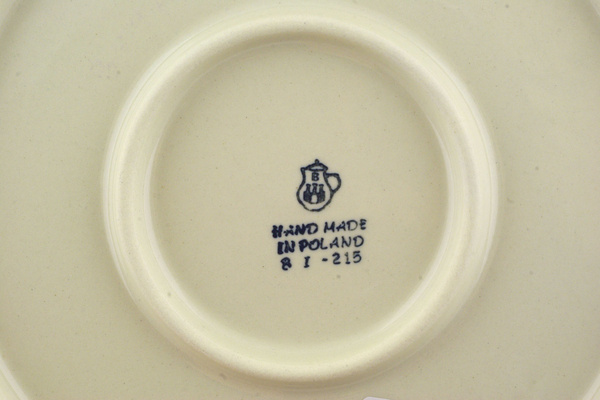 B
HAND MADE
IN POLAND
8 I -215